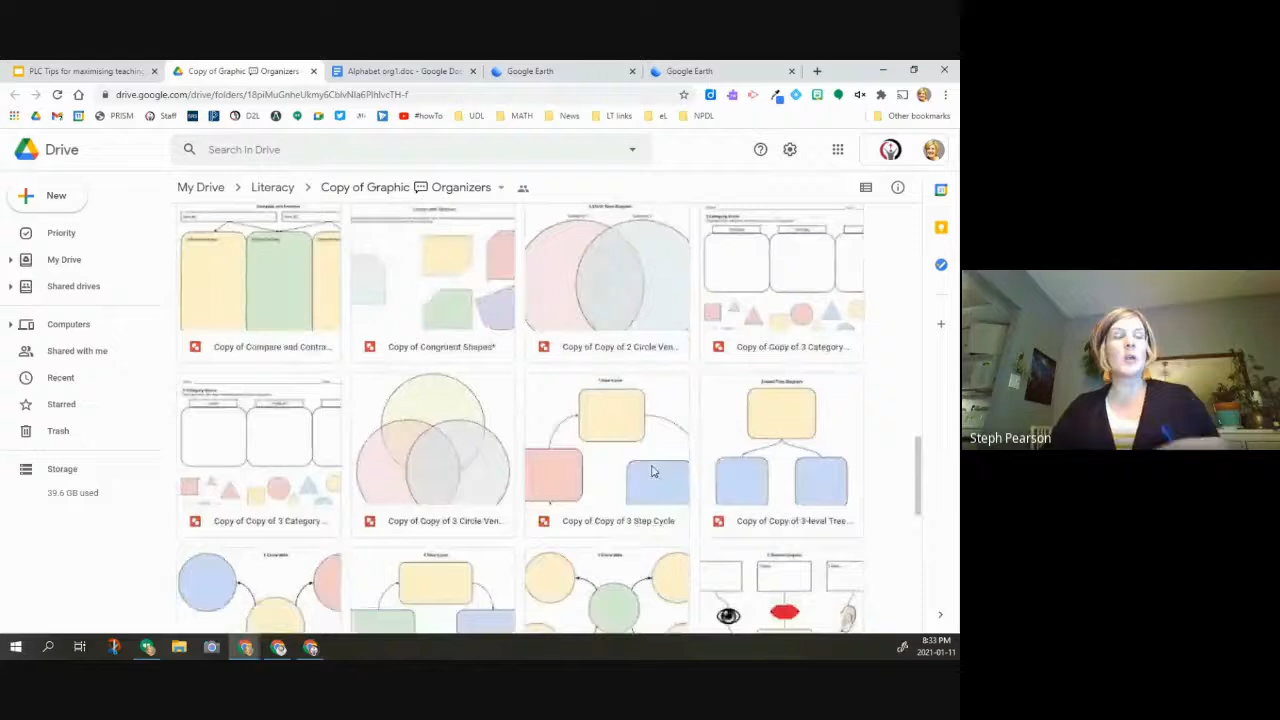 PLC Tips for maximising teaching
Copy of Graphic 💬 Organizers
Alphabet org1.doc - Google Doc
Google Earth
Google Earth
drive.google.com/drive/folders/18piMuGnheUkmy6CblvNla6PlhlvcTH-f
PRISM
Staff
D2L
#howTo
UDL
MATH
News
LT links
eL
NPDL
Other bookmarks
Drive
Search in Drive
New
My Drive
Literacy
Copy of Graphic 💬 Organizers
Priority
My Drive
Shared drives
Computers
Shared with me
Recent
Starred
Trash
Storage
39.6 GB used
Copy of Compare and Contra...
Copy of Component Shapes*
Copy of Copy of 2 Circle Ven...
Copy of Copy of 3 Category...
Copy of Copy of 3 Category...
Copy of Copy of 3 Circle Ven...
Copy of Copy of 3 Step Cycle
Copy of Copy of 3-level Tree...
8:33 PM
2021-01-11
Steph Pearson